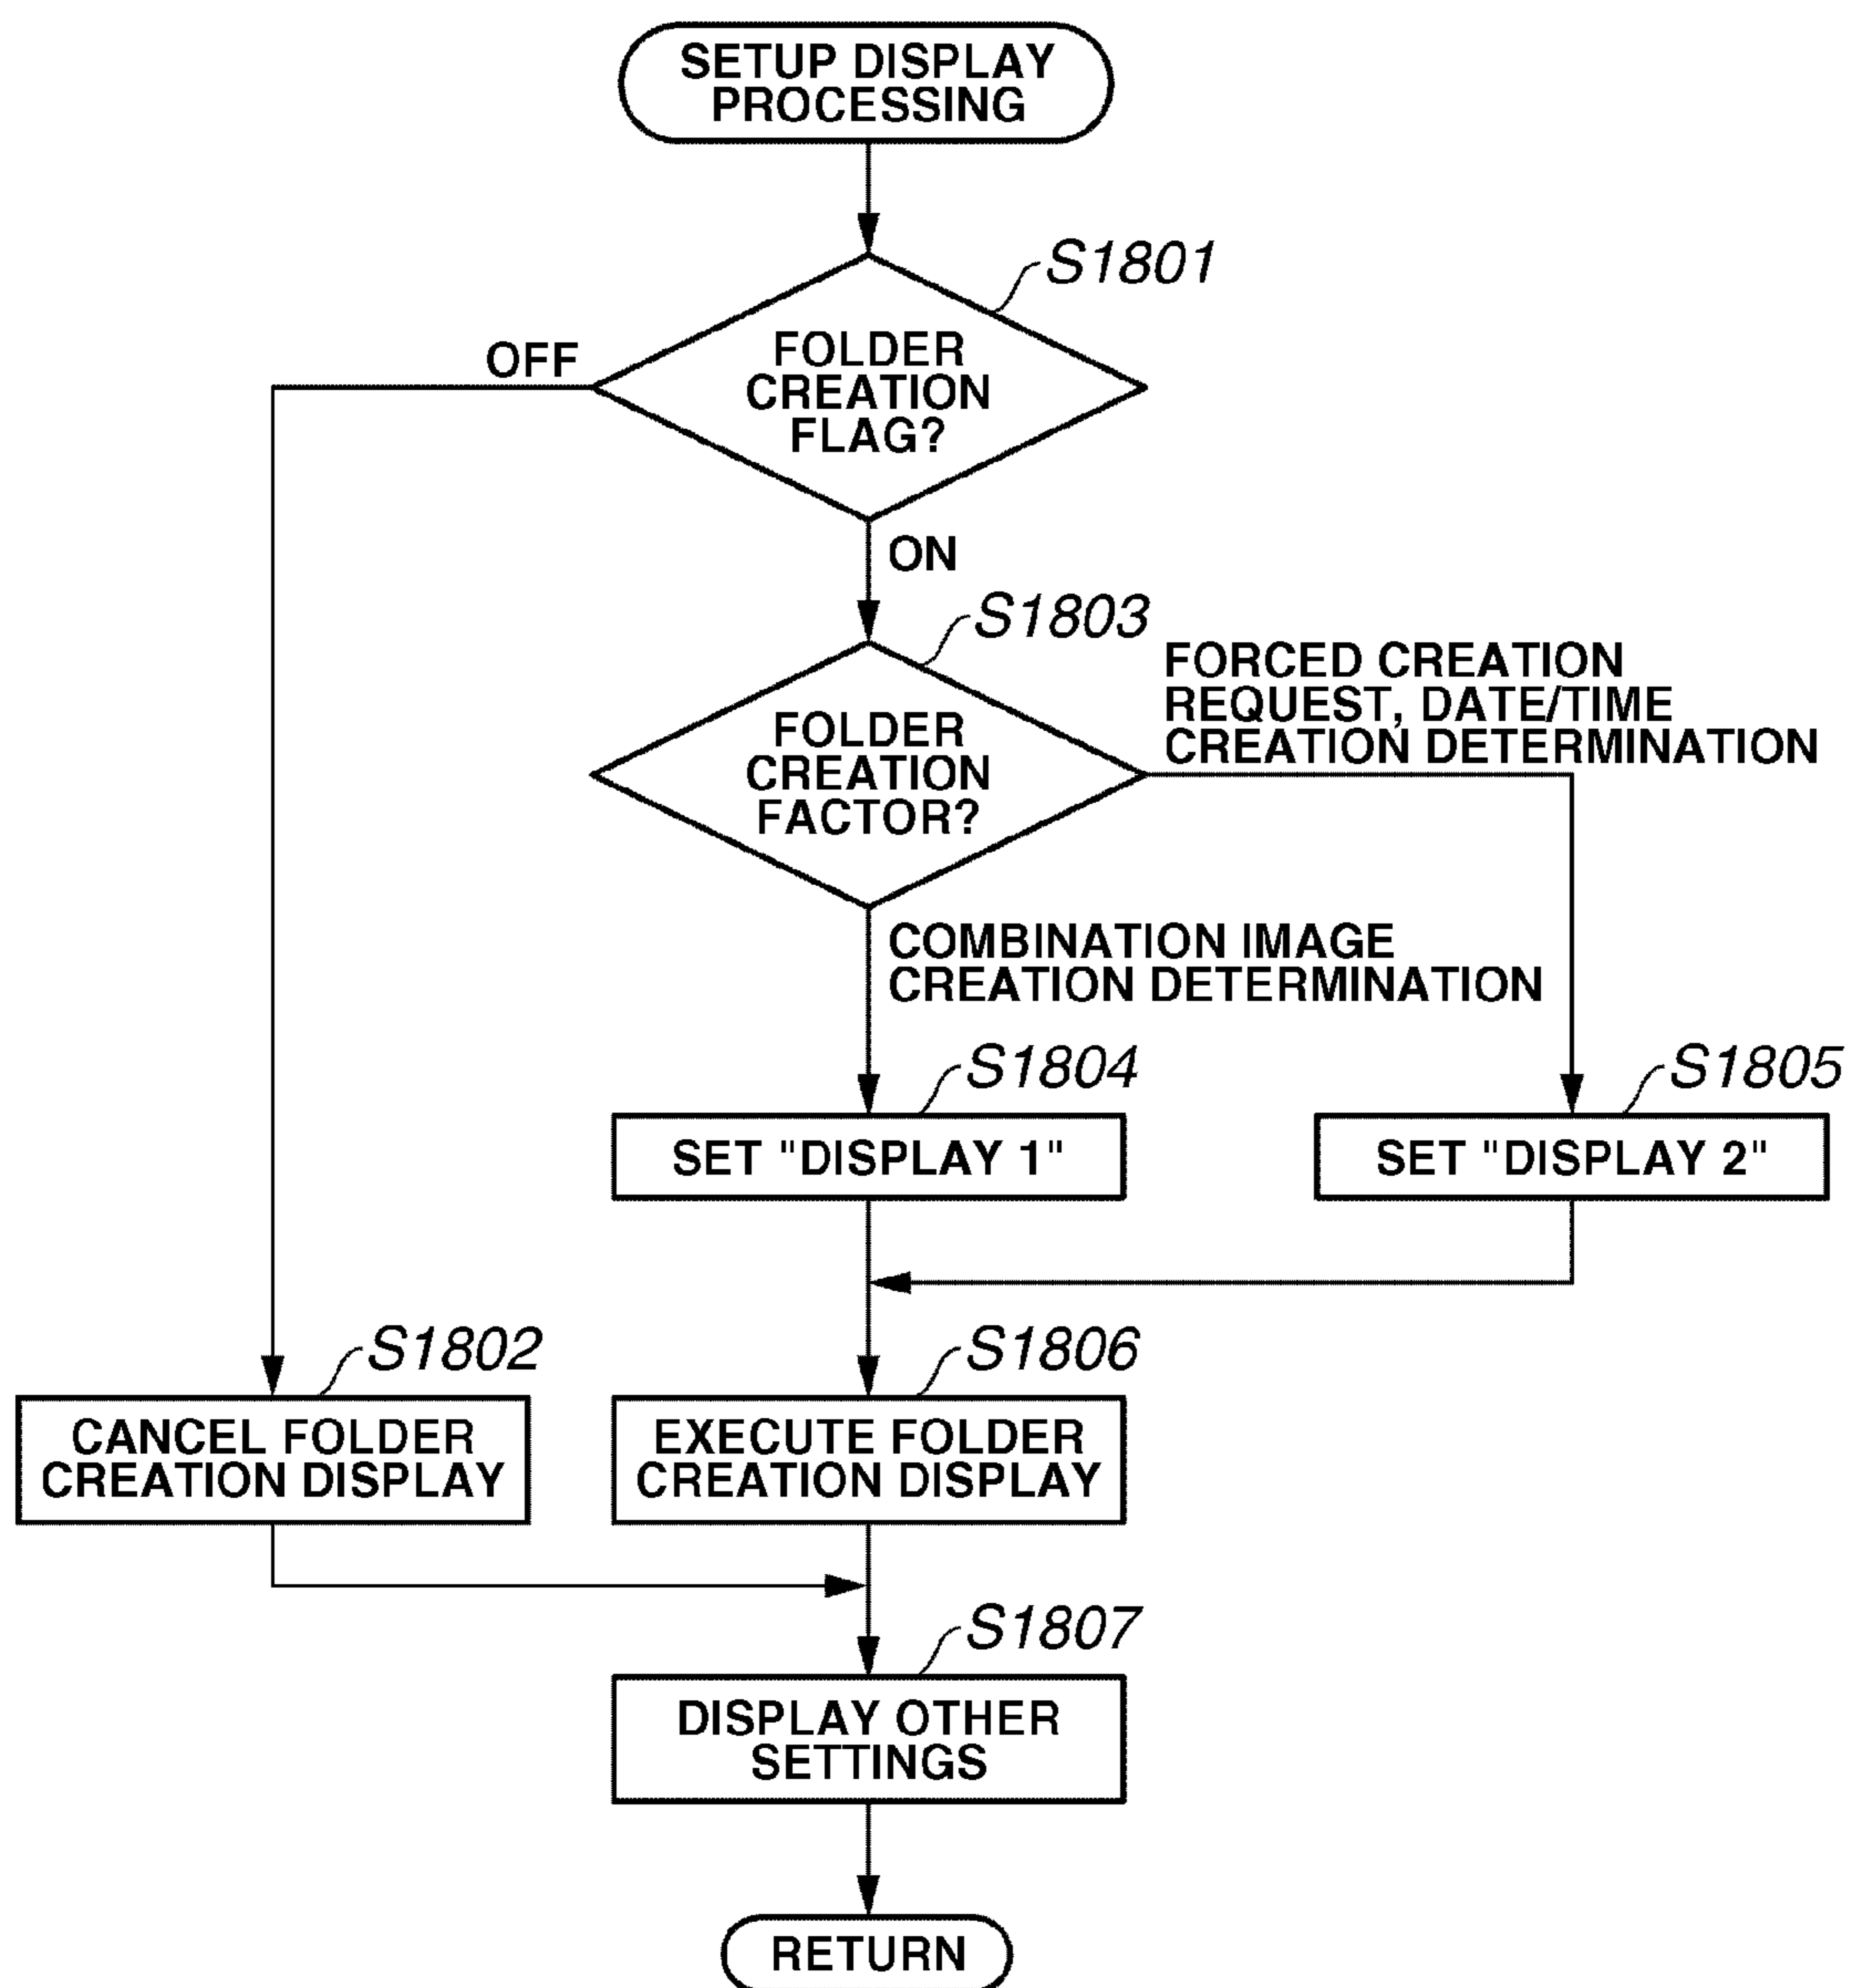 SETUP DISPLAY
PROCESSING
S1801
OFF
FOLDER
CREATION
FLAG?
ON
S1803
FORCED CREATION
REQUEST, DATE/TIME
CREATION DETERMINATION
FOLDER
CREATION
FACTOR?
COMBINATION IMAGE
CREATION DETERMINATION
S1804
S1805
SET "DISPLAY 1"
SET "DISPLAY 2"
S1802
S1806
CANCEL FOLDER
CREATION DISPLAY
EXECUTE FOLDER
CREATION DISPLAY
S1807
DISPLAY OTHER
SETTINGS
RETURN